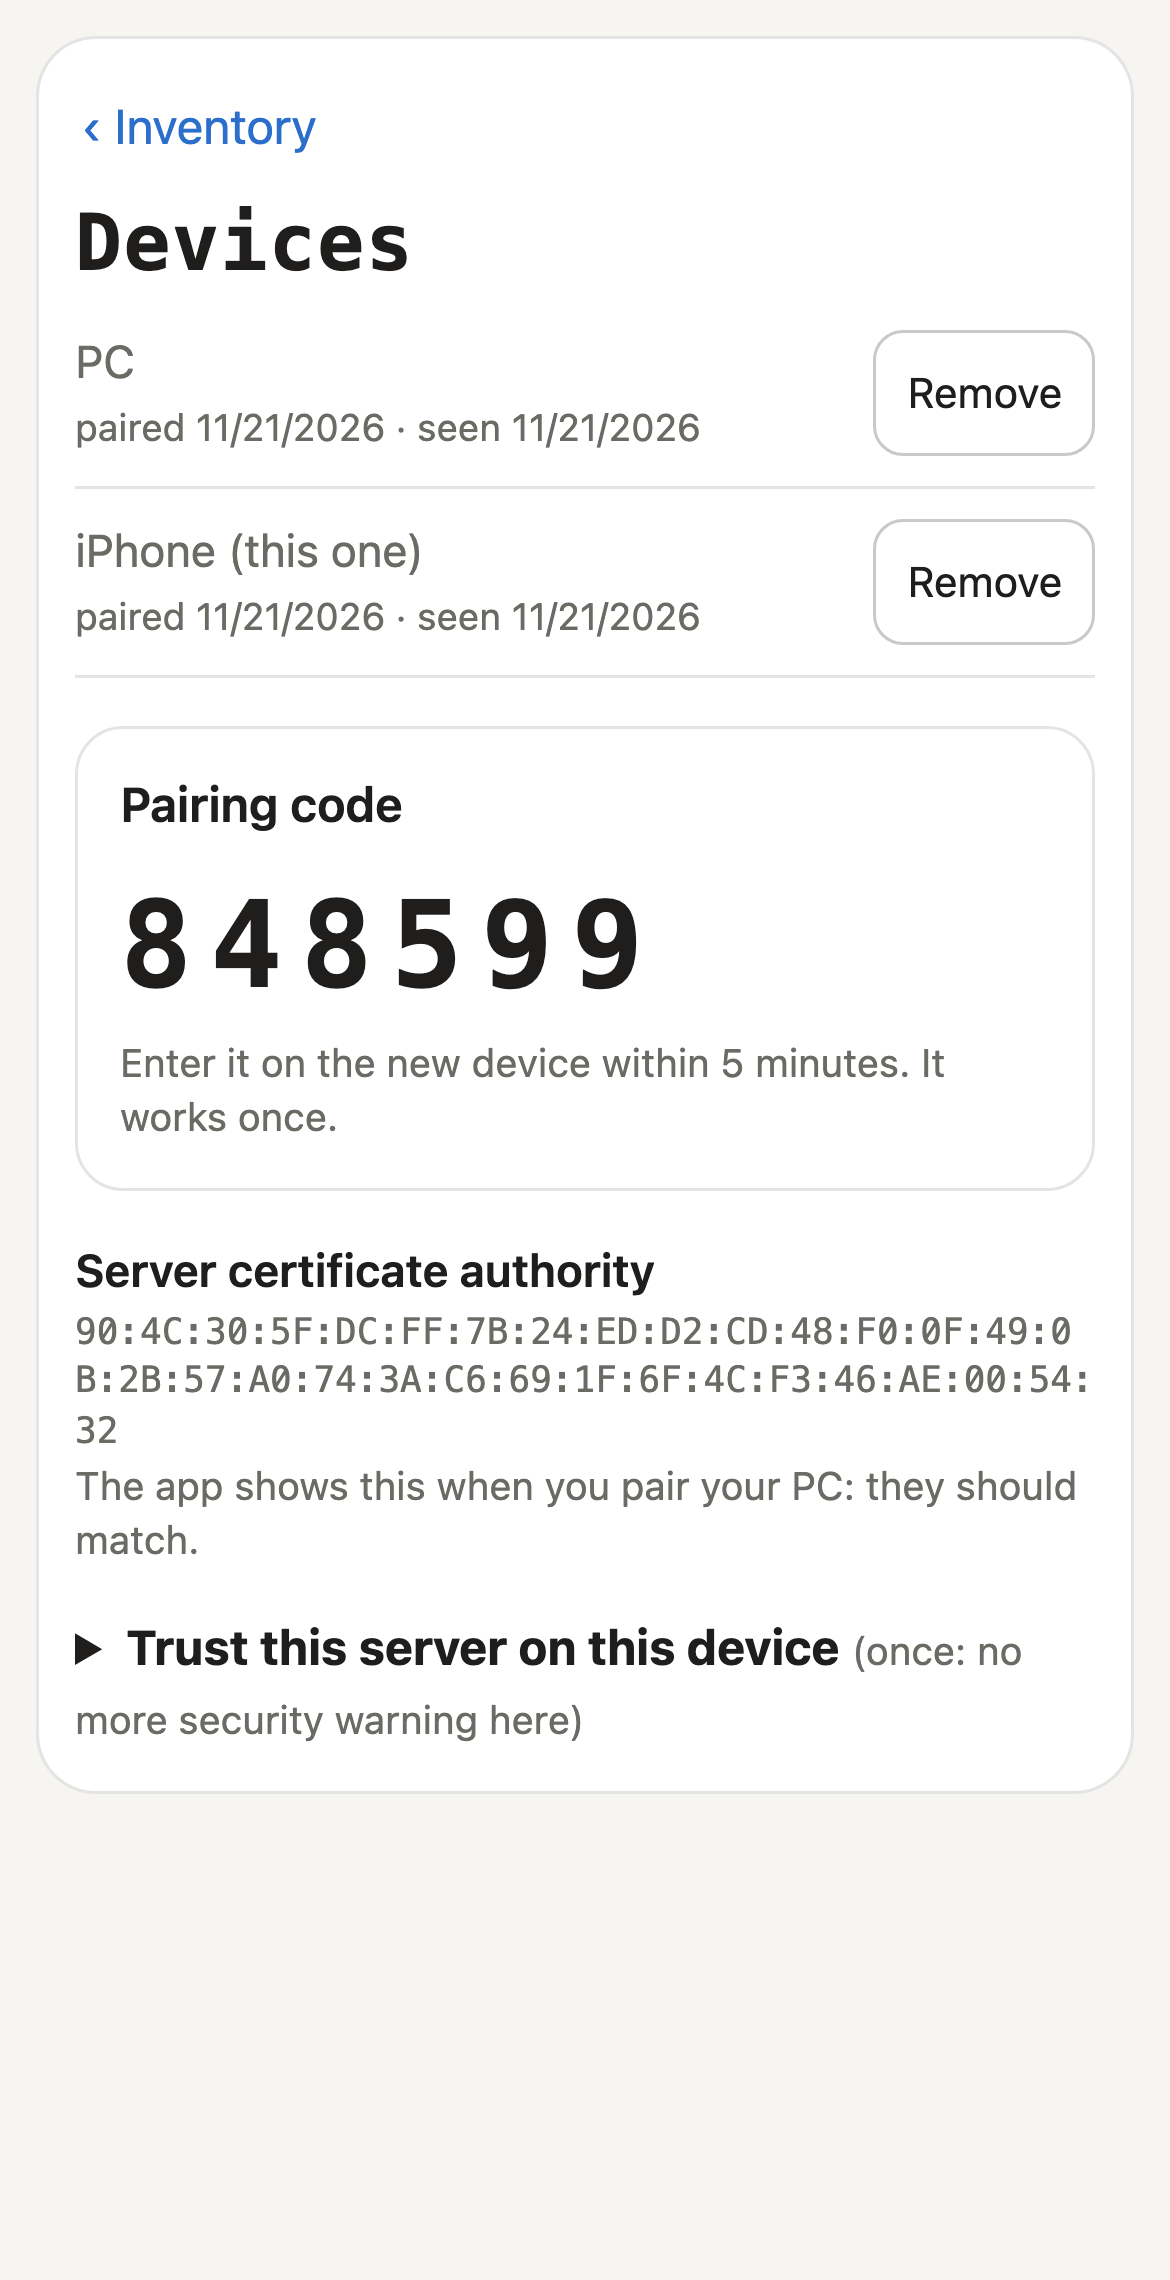 ‹ Inventory
Devices
PC
Remove
paired 11/21/2026 · seen 11/21/2026
iPhone (this one)
Remove
paired 11/21/2026 · seen 11/21/2026
Pairing code
848599
Enter it on the new device within 5 minutes. It
works once.
Server certificate authority
90:4C:30:5F:DC:FF:7B:24:ED:D2:CD:48:F0:0F:49:0
B:2B:57:A0:74:3A:C6:69:1F:6F:4C:F3:46:AE:00:54:
32
The app shows this when you pair your PC: they should
match.
▶ Trust this server on this device (once: no
more security warning here)